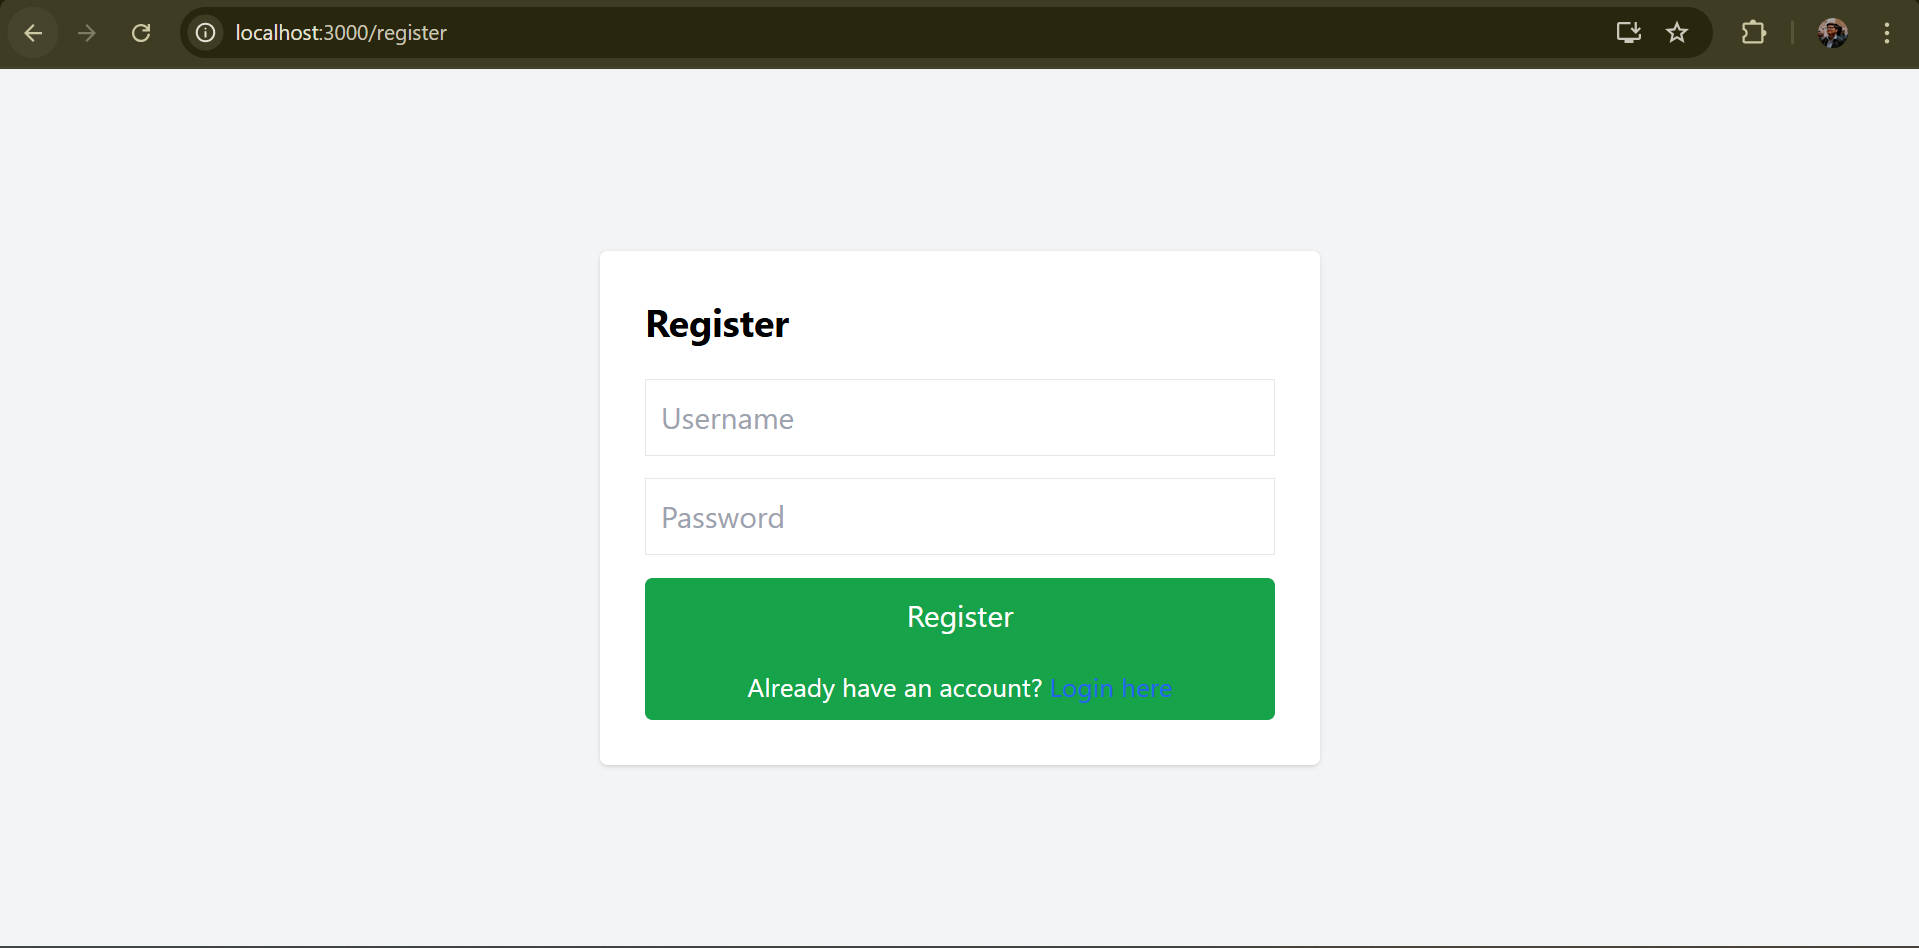 localhost:3000/register
Register
Username
Password
Register
Already have an account? Login here